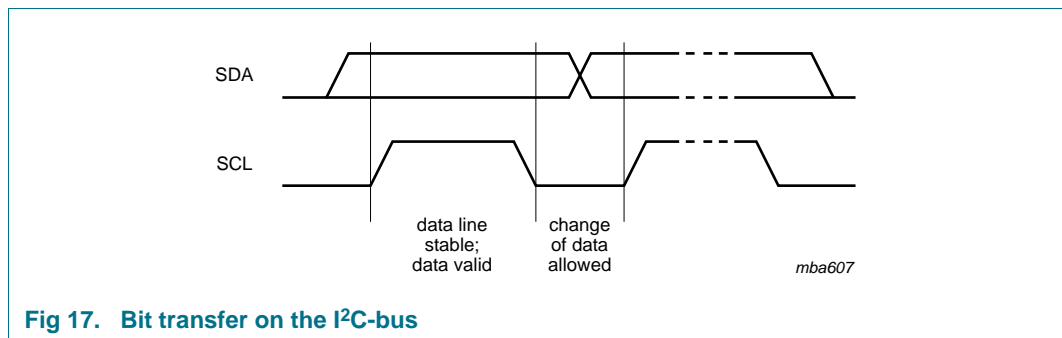 SDA
SCL
data line
stable;
data valid
change
of data
allowed
mba607
Fig 17. Bit transfer on the I²C-bus